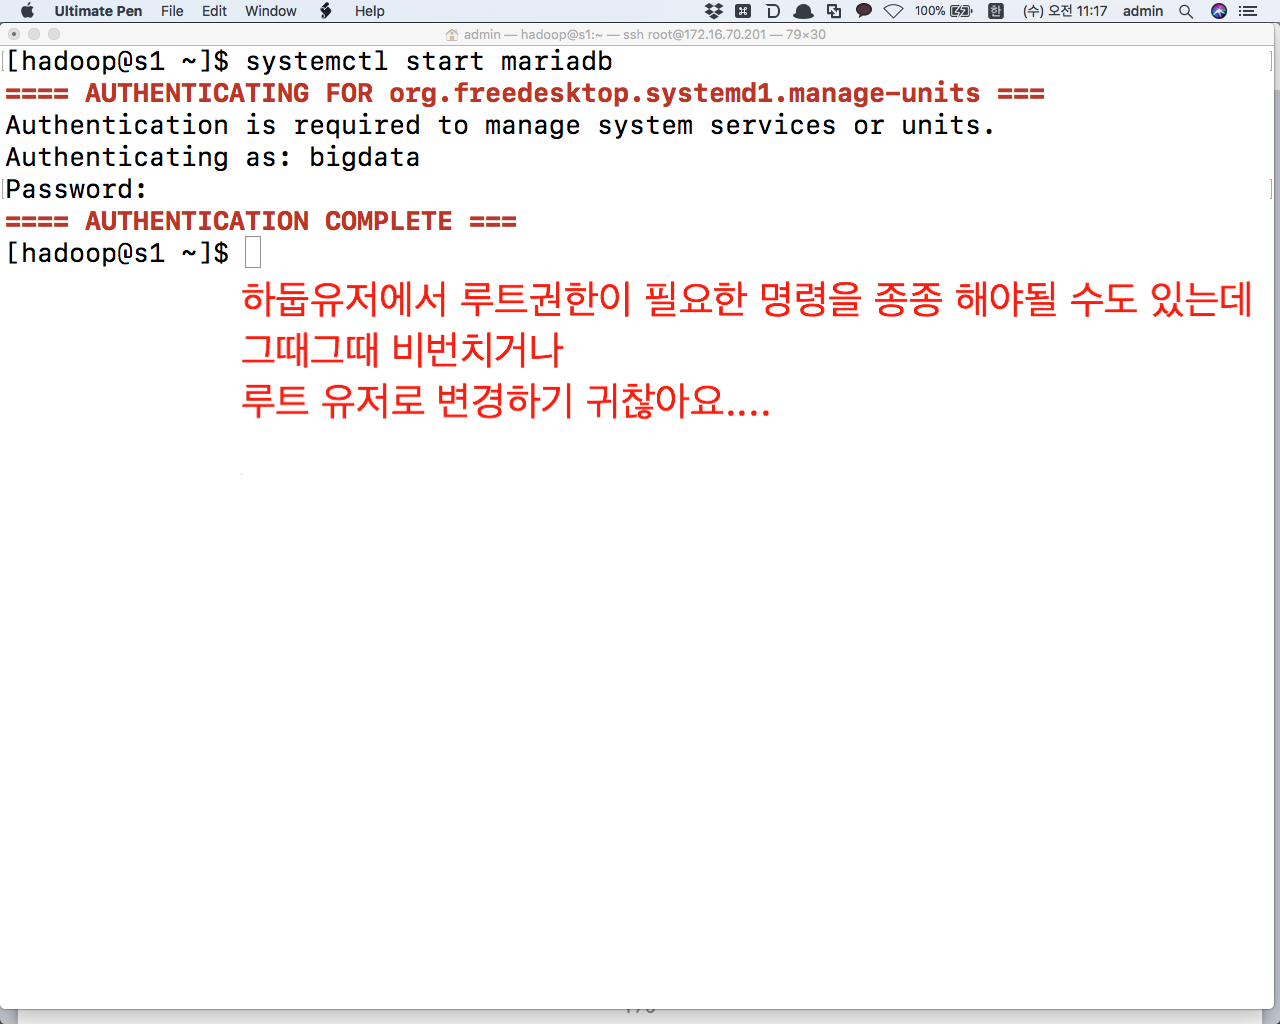 Ultimate Pen File Edit Window Help 100% 한 (수) 오전 11:17 admin
admin — hadoop@s1:~ — ssh root@172.16.70.201 — 79×30
[hadoop@s1 ~]$ systemctl start mariadb
==== AUTHENTICATING FOR org.freedesktop.systemd1.manage-units ===
Authentication is required to manage system services or units.
Authenticating as: bigdata
Password:
==== AUTHENTICATION COMPLETE ===
[hadoop@s1 ~]$
하둡유저에서 루트권한이 필요한 명령을 종종 해야될 수도 있는데
그때그때 비번치거나
루트 유저로 변경하기 귀찮아요....